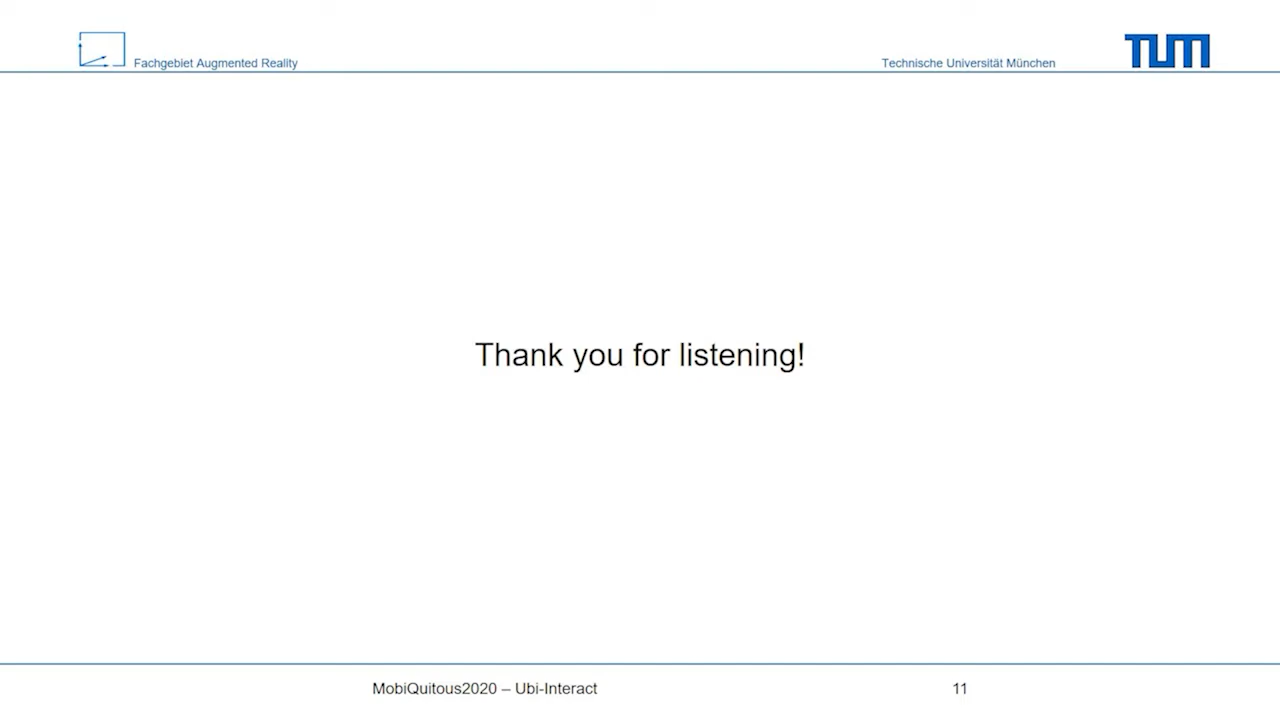 Fachgebiet Augmented Reality
Technische Universität München
TUM
Thank you for listening!
MobiQuitous2020 – Ubi-Interact
11